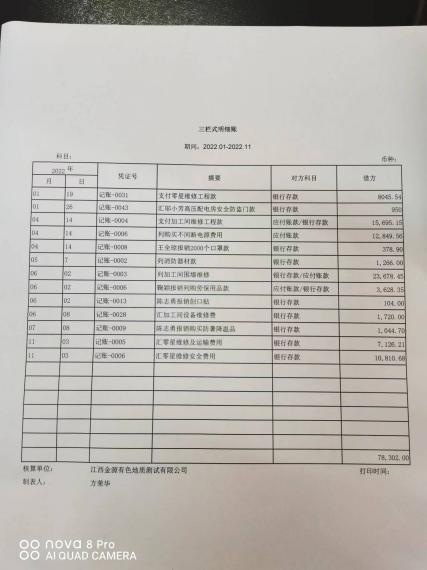 三栏式明细账
期间：2022.01-2022.11
科目： 币种：
2022 年 凭证号 摘要 对方科目 借方
月 日
01 19 记账-0031 支付零星维修工程款 银行存款 8045.54
01 26 记账-0043 汇邬小芳高压配电房安全防盗门款 银行存款 950
04 14 记账-0004 支付加工间维修工程款 应付账款/银行存款 15,695.15
04 14 记账-0006 列购买不间断电源费用 应付账款 12,849.56
04 14 记账-0008 王全琼报销2000个口罩款 银行存款 378.90
05 7 记账-0002 列消防器材款 银行存款 1,266.00
06 02 记账-0003 列加工间围墙维修 银行存款/应付账款 23,678.45
06 02 记账-0006 鞠颖报销列购劳保用品款 应付账款/银行存款 3,628.35
06 02 记账-0013 陈志勇报销创口贴 银行存款 104.00
06 08 记账-0028 汇加工间设备维修费 银行存款 1,720.00
07 08 记账-0009 陈志勇报销购买防暑降温品 银行存款 1,044.70
11 03 记账-0005 汇零星维修及运输费用 银行存款 7,126.21
11 03 记账-0006 汇零星维修安全费用 银行存款 10,810.68
78,302.00
核算单位： 江西金源有色地质测试有限公司 打印时间：
制表人： 方荣华
nova 8 Pro
AI QUAD CAMERA